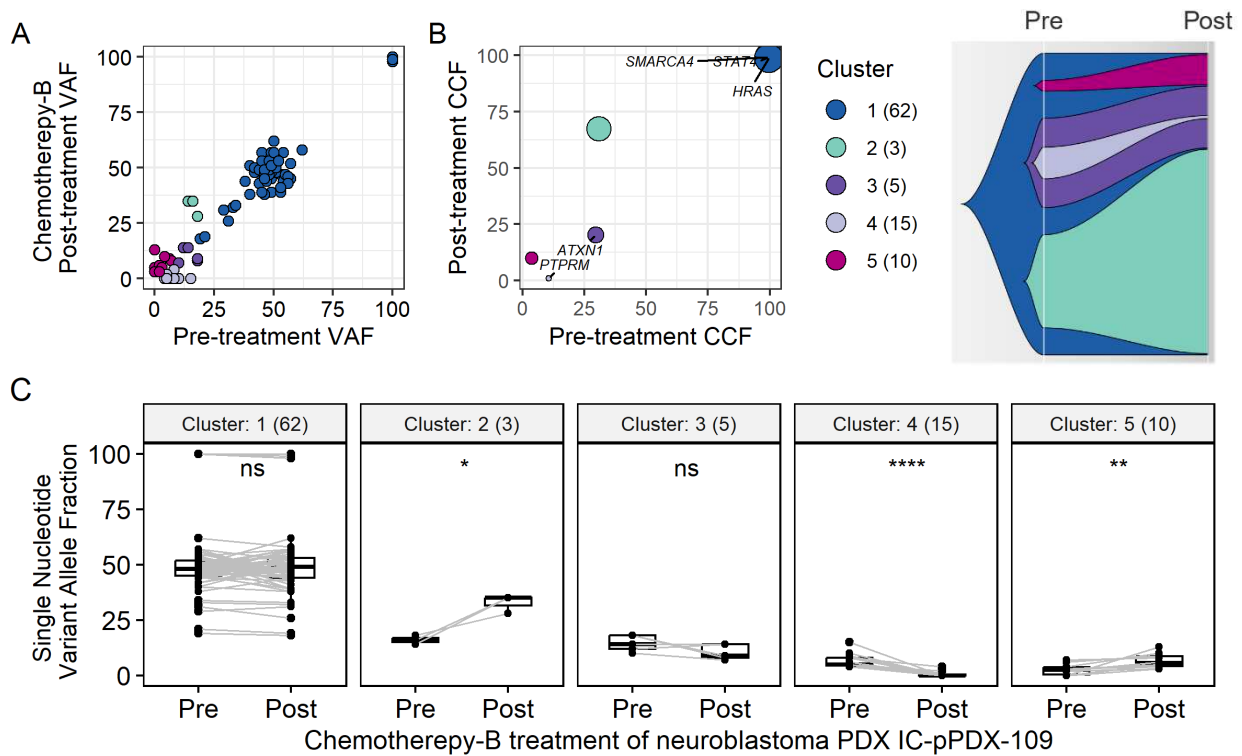 A
Chemotherepy-B
Post-treatment VAF
100
75
50
25
0
0
25
50
75
100
Pre-treatment VAF
B
Post-treatment CCF
100
75
50
25
0
SMARCA4
STAT4
HRAS
ATXN1
PTPRM
0
25
50
75
100
Pre-treatment CCF
Cluster
1 (62)
2 (3)
3 (5)
4 (15)
5 (10)
Pre
Post
C
Single Nucleotide
Variant Allele Fraction
100
75
50
25
0
Cluster: 1 (62)
ns
Pre
Post
Cluster: 2 (3)
*
Pre
Post
Cluster: 3 (5)
ns
Pre
Post
Cluster: 4 (15)
****
Pre
Post
Cluster: 5 (10)
**
Pre
Post
Chemotherepy-B treatment of neuroblastoma PDX IC-pPDX-109